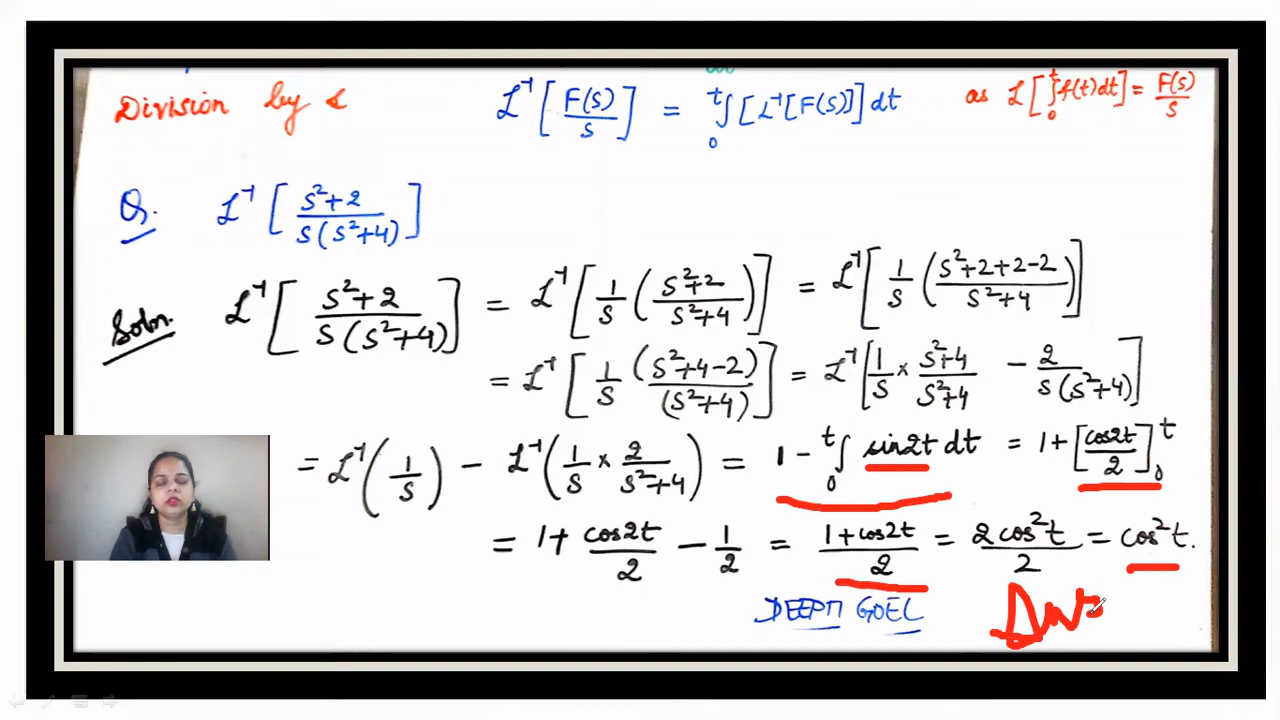 Division by s L⁻¹[F(s)/s] = ₀∫ᵗ [L⁻¹[F(s)]] dt as L[₀∫ᵗ f(t) dt] = F(s)/s
Q. L⁻¹[(s²+2)/(s(s²+4))]
Soln. L⁻¹[(s²+2)/(s(s²+4))] = L⁻¹[1/s ((s²+2)/(s²+4))] = L⁻¹[1/s ((s²+2+2-2)/(s²+4))]
= L⁻¹[1/s (s²+4-2)/(s²+4)] = L⁻¹[1/s × (s²+4)/(s²+4) - 2/(s(s²+4))]
= L⁻¹(1/s) - L⁻¹(1/s × 2/(s²+4)) = 1 - ₀∫ᵗ sin2t dt = 1 + [cos2t/2]₀ᵗ
= 1 + cos2t/2 - 1/2 = (1+cos2t)/2 = 2cos²t/2 = cos²t.
DEEPTI GOEL Ans